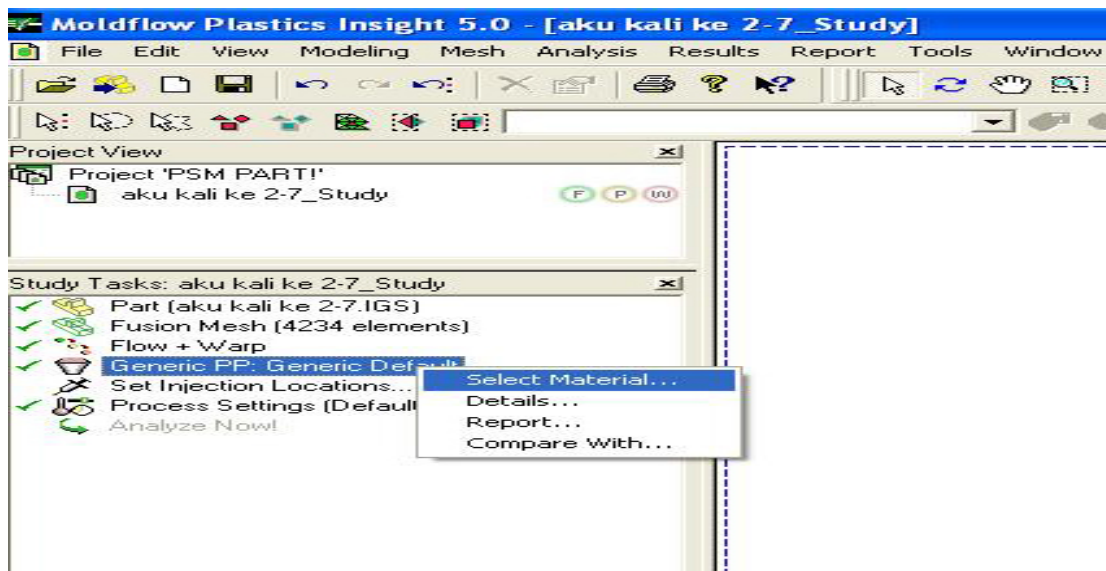 Moldflow Plastics Insight 5.0 - [aku kali ke 2-7_Study]
File Edit View Modeling Mesh Analysis Results Report Tools Window
Project View
Project 'PSM PART!'
aku kali ke 2-7_Study F P W
Study Tasks: aku kali ke 2-7_Study
Part (aku kali ke 2-7.IGS)
Fusion Mesh (4234 elements)
Flow + Warp
Generic PP: Generic Default
Set Injection Locations...
Process Settings (Default
Analyze Now!
Select Material...
Details...
Report...
Compare With...